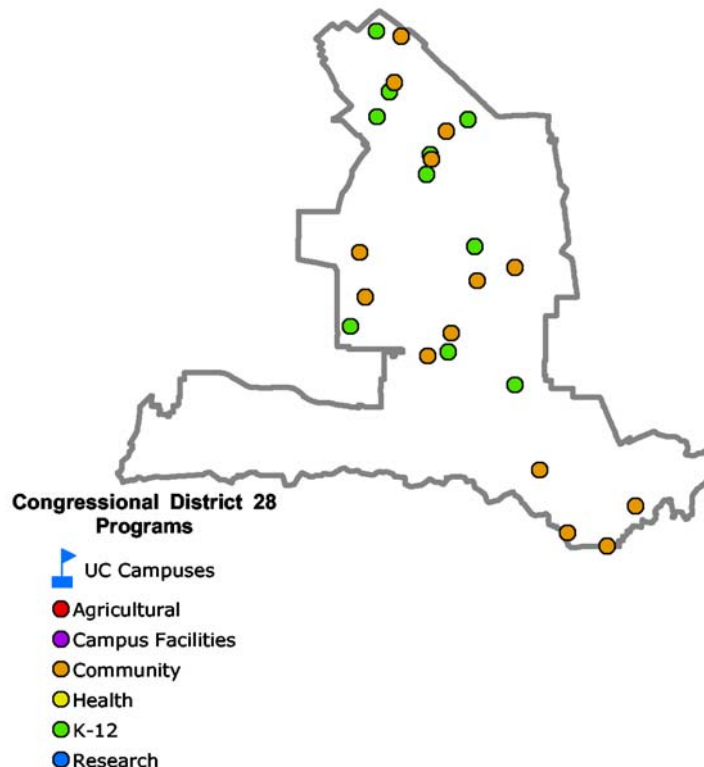 Congressional District 28
Programs
UC Campuses
Agricultural
Campus Facilities
Community
Health
K-12
Research